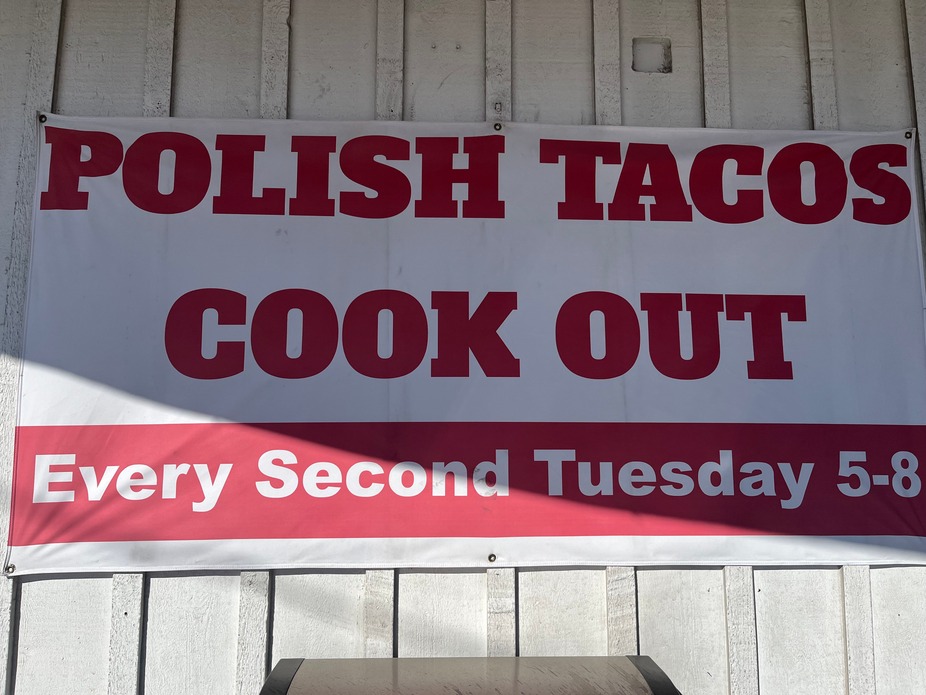 POLISH TACOS
COOK OUT
Every Second Tuesday 5-8